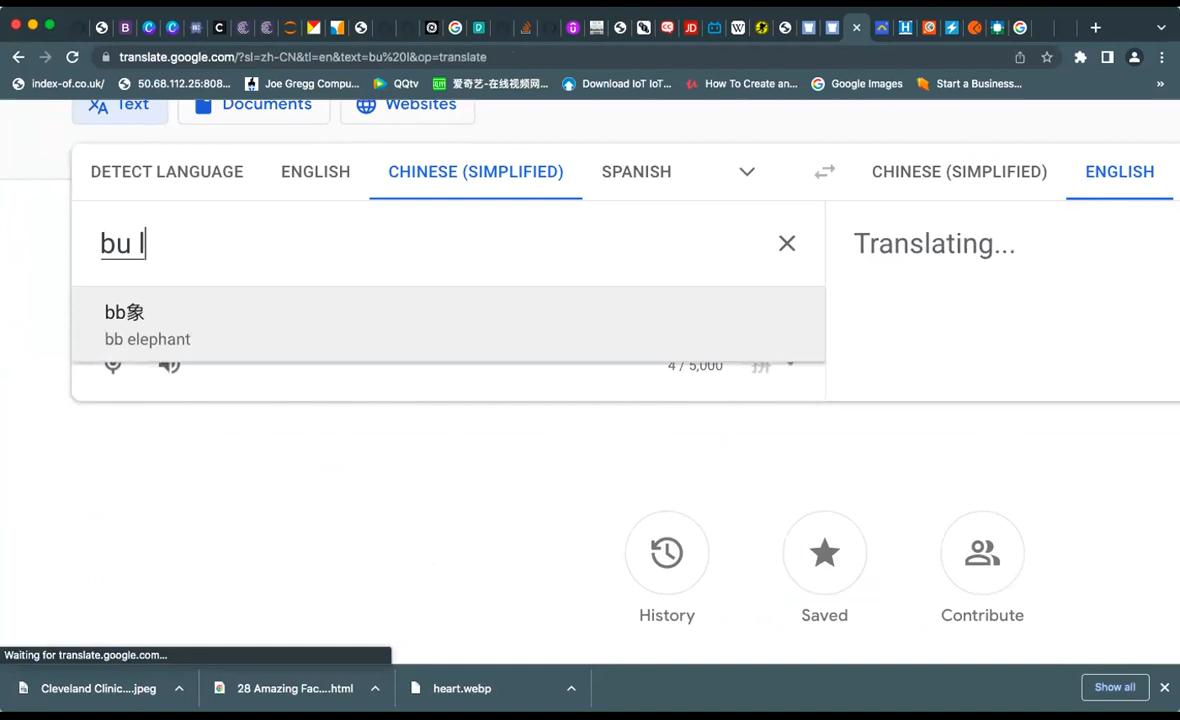 translate.google.com/?sl=zh-CN&tl=en&text=bu%20l&op=translate
index-of.co.uk/
50.68.112.25:808...
Joe Gregg Compu...
QQtv
爱奇艺-在线视频网...
Download IoT IoT...
How To Create an...
Google Images
Start a Business...
»
Text
Documents
Websites
DETECT LANGUAGE
ENGLISH
CHINESE (SIMPLIFIED)
SPANISH
CHINESE (SIMPLIFIED)
ENGLISH
bu l
Translating...
bb象
bb elephant
4 / 5,000
拼
History
Saved
Contribute
Waiting for translate.google.com...
Cleveland Clinic....jpeg
28 Amazing Fac....html
heart.webp
Show all